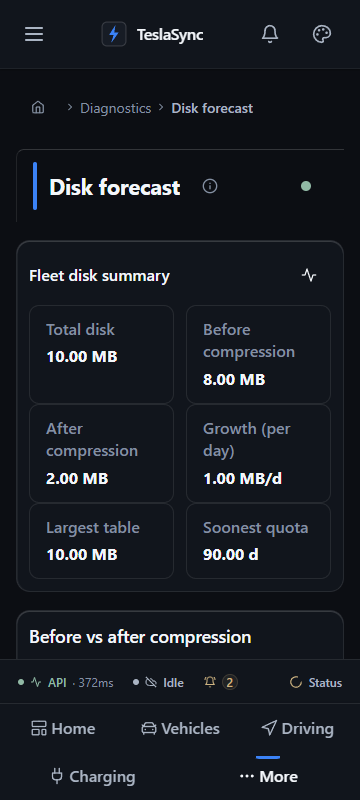 TeslaSync
Diagnostics
Disk forecast
Disk forecast
Fleet disk summary
Total disk
10.00 MB
Before
compression
8.00 MB
After
compression
2.00 MB
Growth (per
day)
1.00 MB/d
Largest table
10.00 MB
Soonest quota
90.00 d
Before vs after compression
API · 372ms
Idle
2
Status
Home
Vehicles
Driving
Charging
More